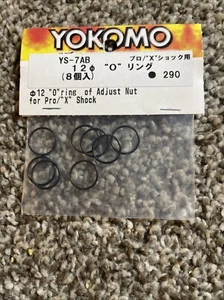 YOKOMO
YS-7AB プロ/"X"ショック用
12φ "O" リング
(8個入) ● 290
φ12 "O"ring of Adjust Nut
for Pro/"X" Shock